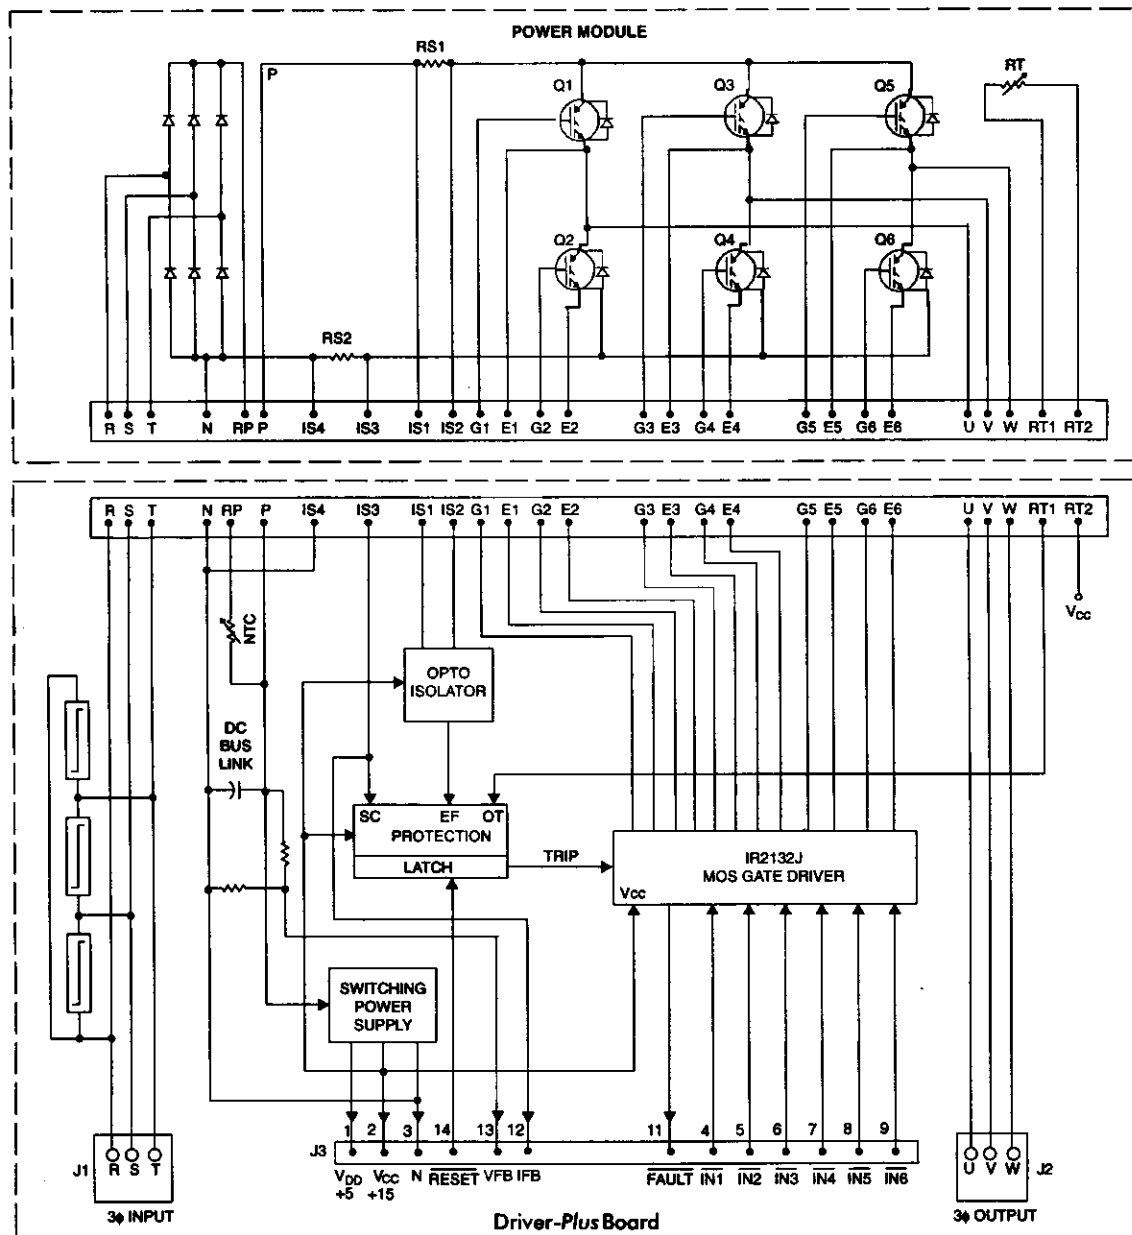 POWER MODULE
RS1
P
Q1
Q3
Q5
RT
Q2
Q4
Q6
RS2
R S T N RP P IS4 IS3 IS1 IS2 G1 E1 G2 E2 G3 E3 G4 E4 G5 E5 G6 E6 U V W RT1 RT2
R S T N RP P IS4 IS3 IS1 IS2 G1 E1 G2 E2 G3 E3 G4 E4 G5 E5 G6 E6 U V W RT1 RT2
NTC
VCC
OPTO
ISOLATOR
DC
BUS
LINK
SC EF OT
PROTECTION
LATCH
TRIP
IR2132J
MOS GATE DRIVER
VCC
SWITCHING
POWER
SUPPLY
1 2 3 14 13 12 11 4 5 6 7 8 9
J1 R S T
J3
U V W J2
VDD VCC N RESET VFB IFB FAULT IN1 IN2 IN3 IN4 IN5 IN6
+5 +15
3ϕ INPUT
Driver-Plus Board
3ϕ OUTPUT